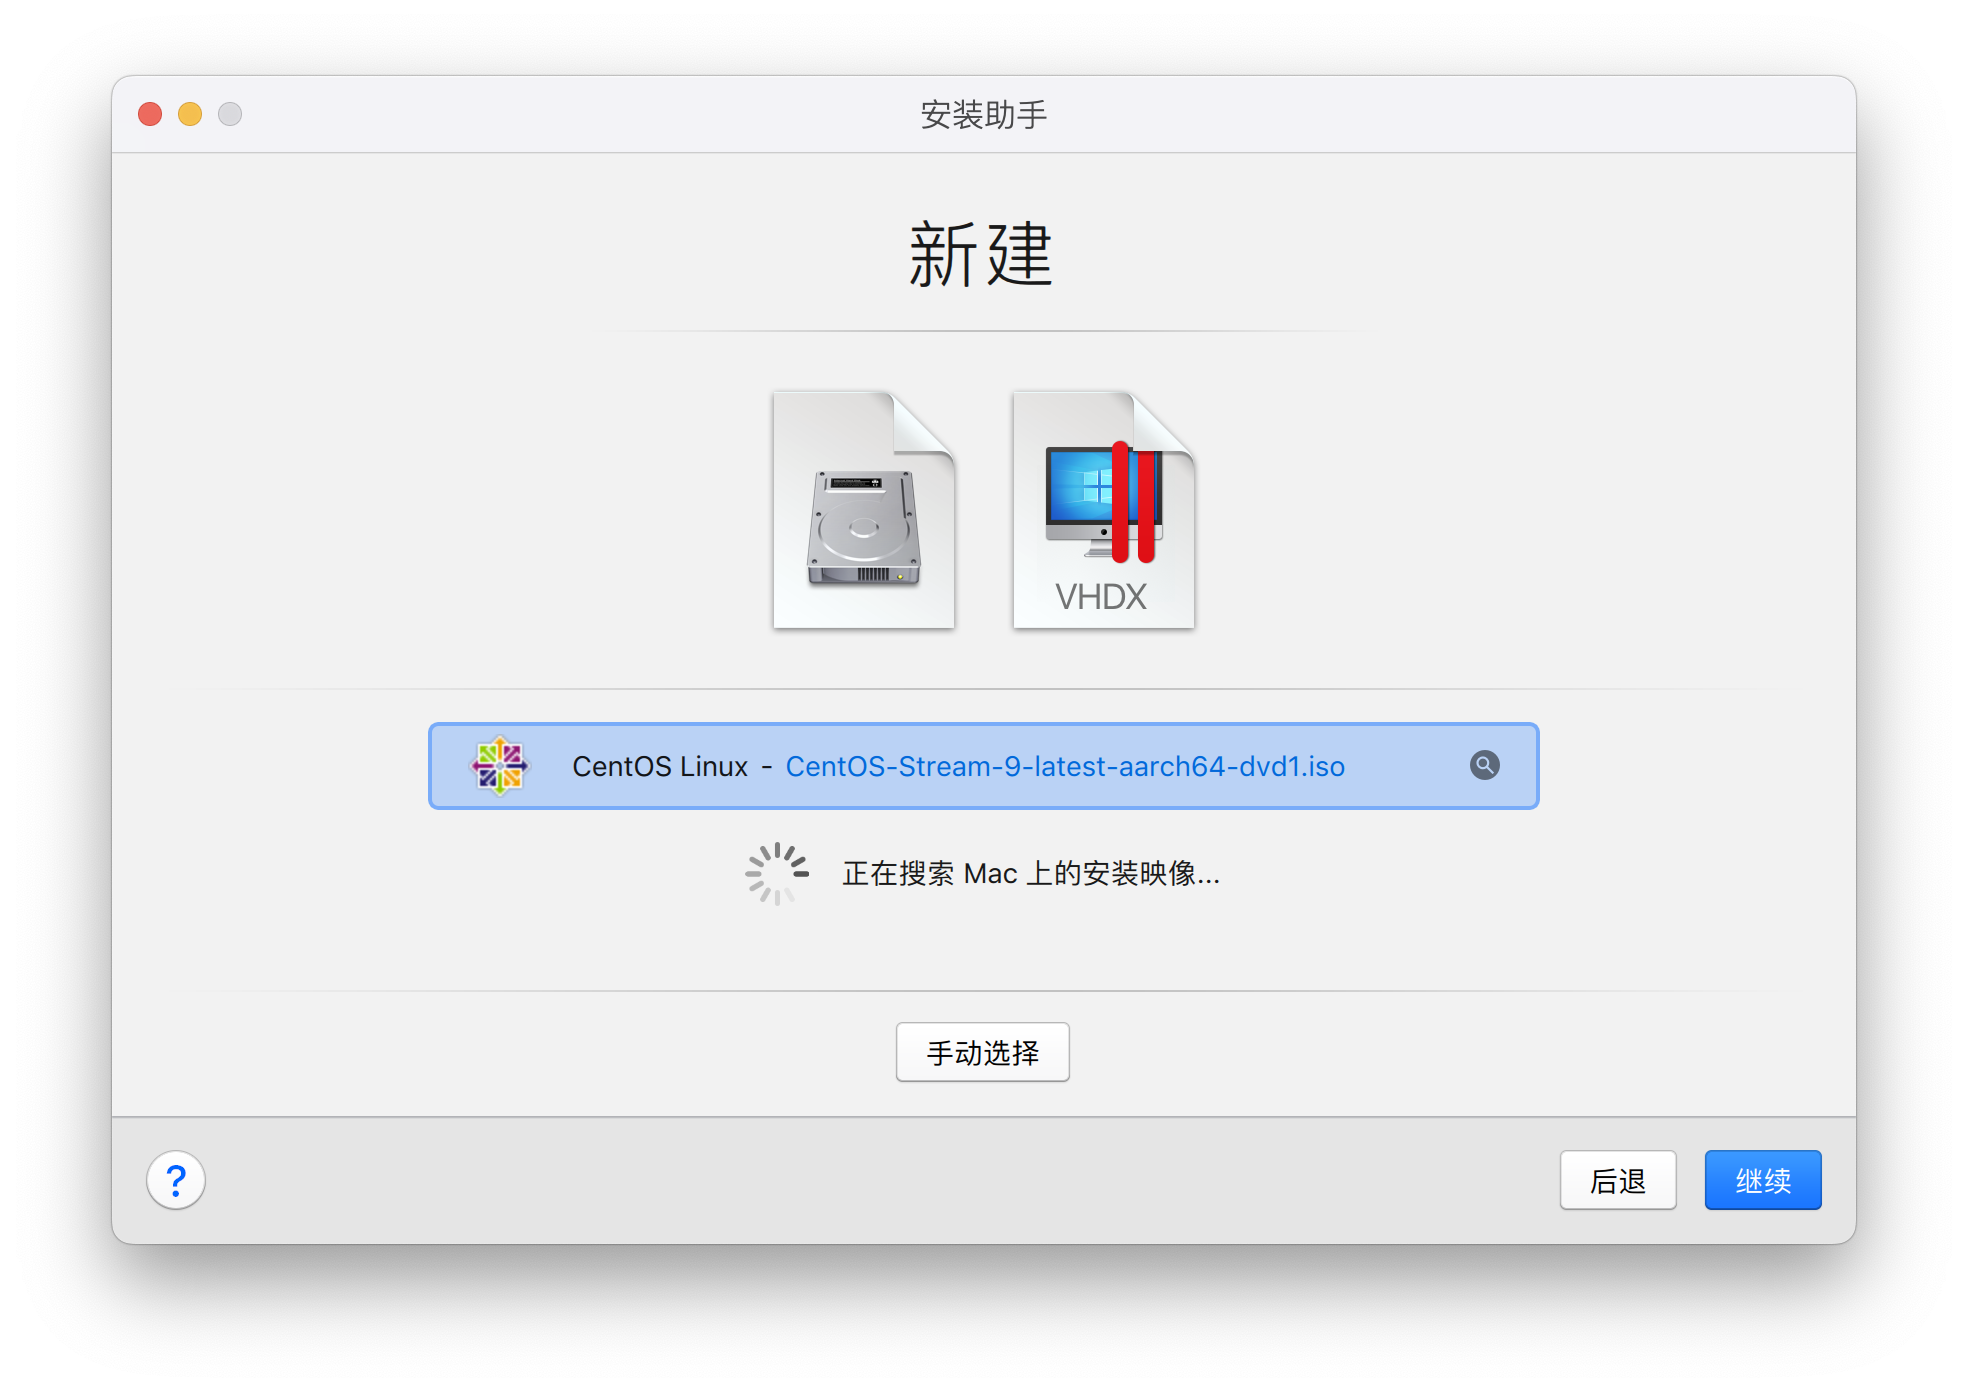 安装助手
新建
VHDX
CentOS Linux - CentOS-Stream-9-latest-aarch64-dvd1.iso
正在搜索 Mac 上的安装映像...
手动选择
?
后退
继续